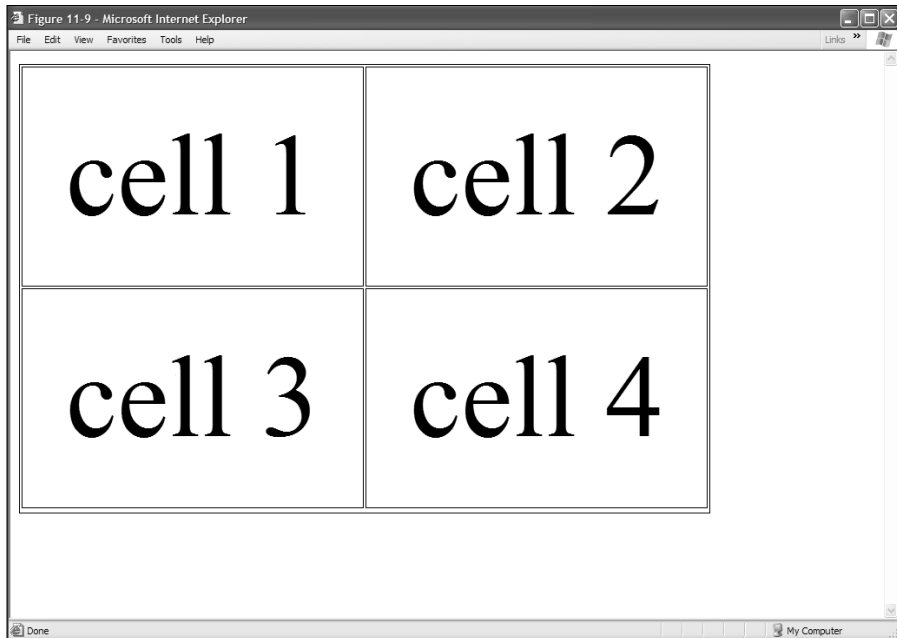 Figure 11-9 - Microsoft Internet Explorer
File Edit View Favorites Tools Help Links »
cell 1 cell 2
cell 3 cell 4
Done My Computer